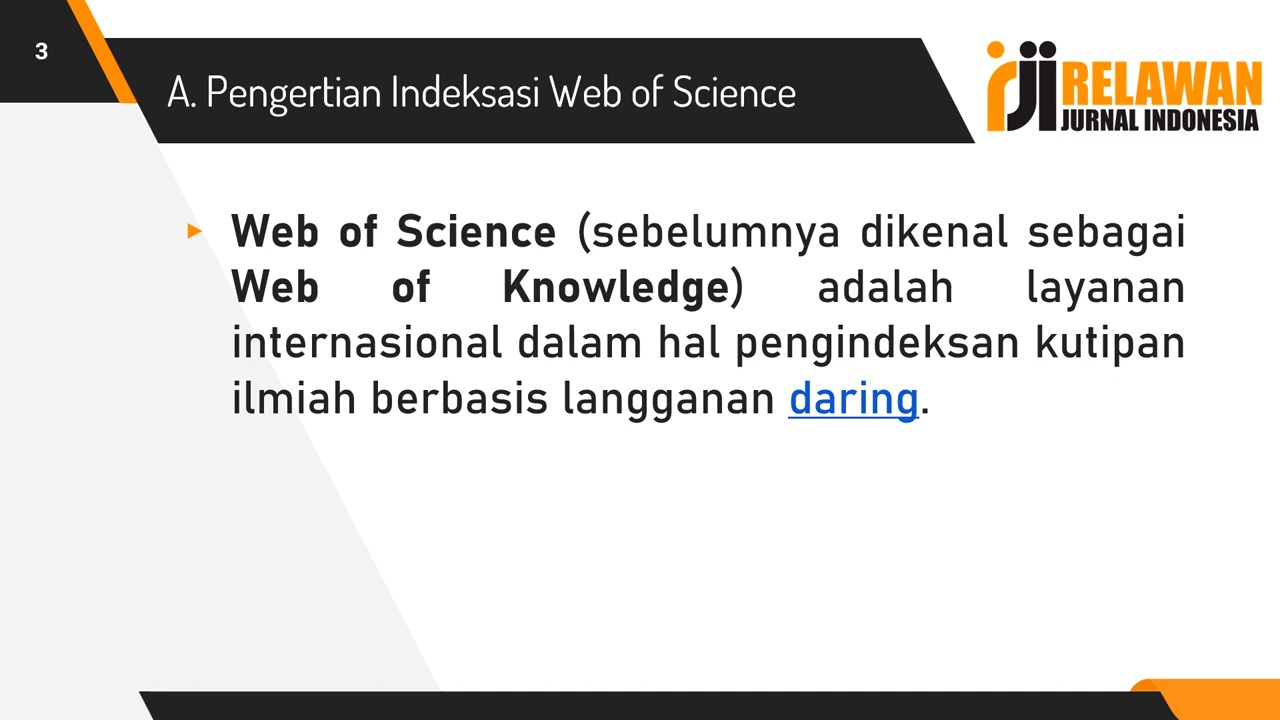 3
A. Pengertian Indeksasi Web of Science
RELAWAN
JURNAL INDONESIA
Web of Science (sebelumnya dikenal sebagai
Web of Knowledge) adalah layanan
internasional dalam hal pengindeksan kutipan
ilmiah berbasis langganan daring.